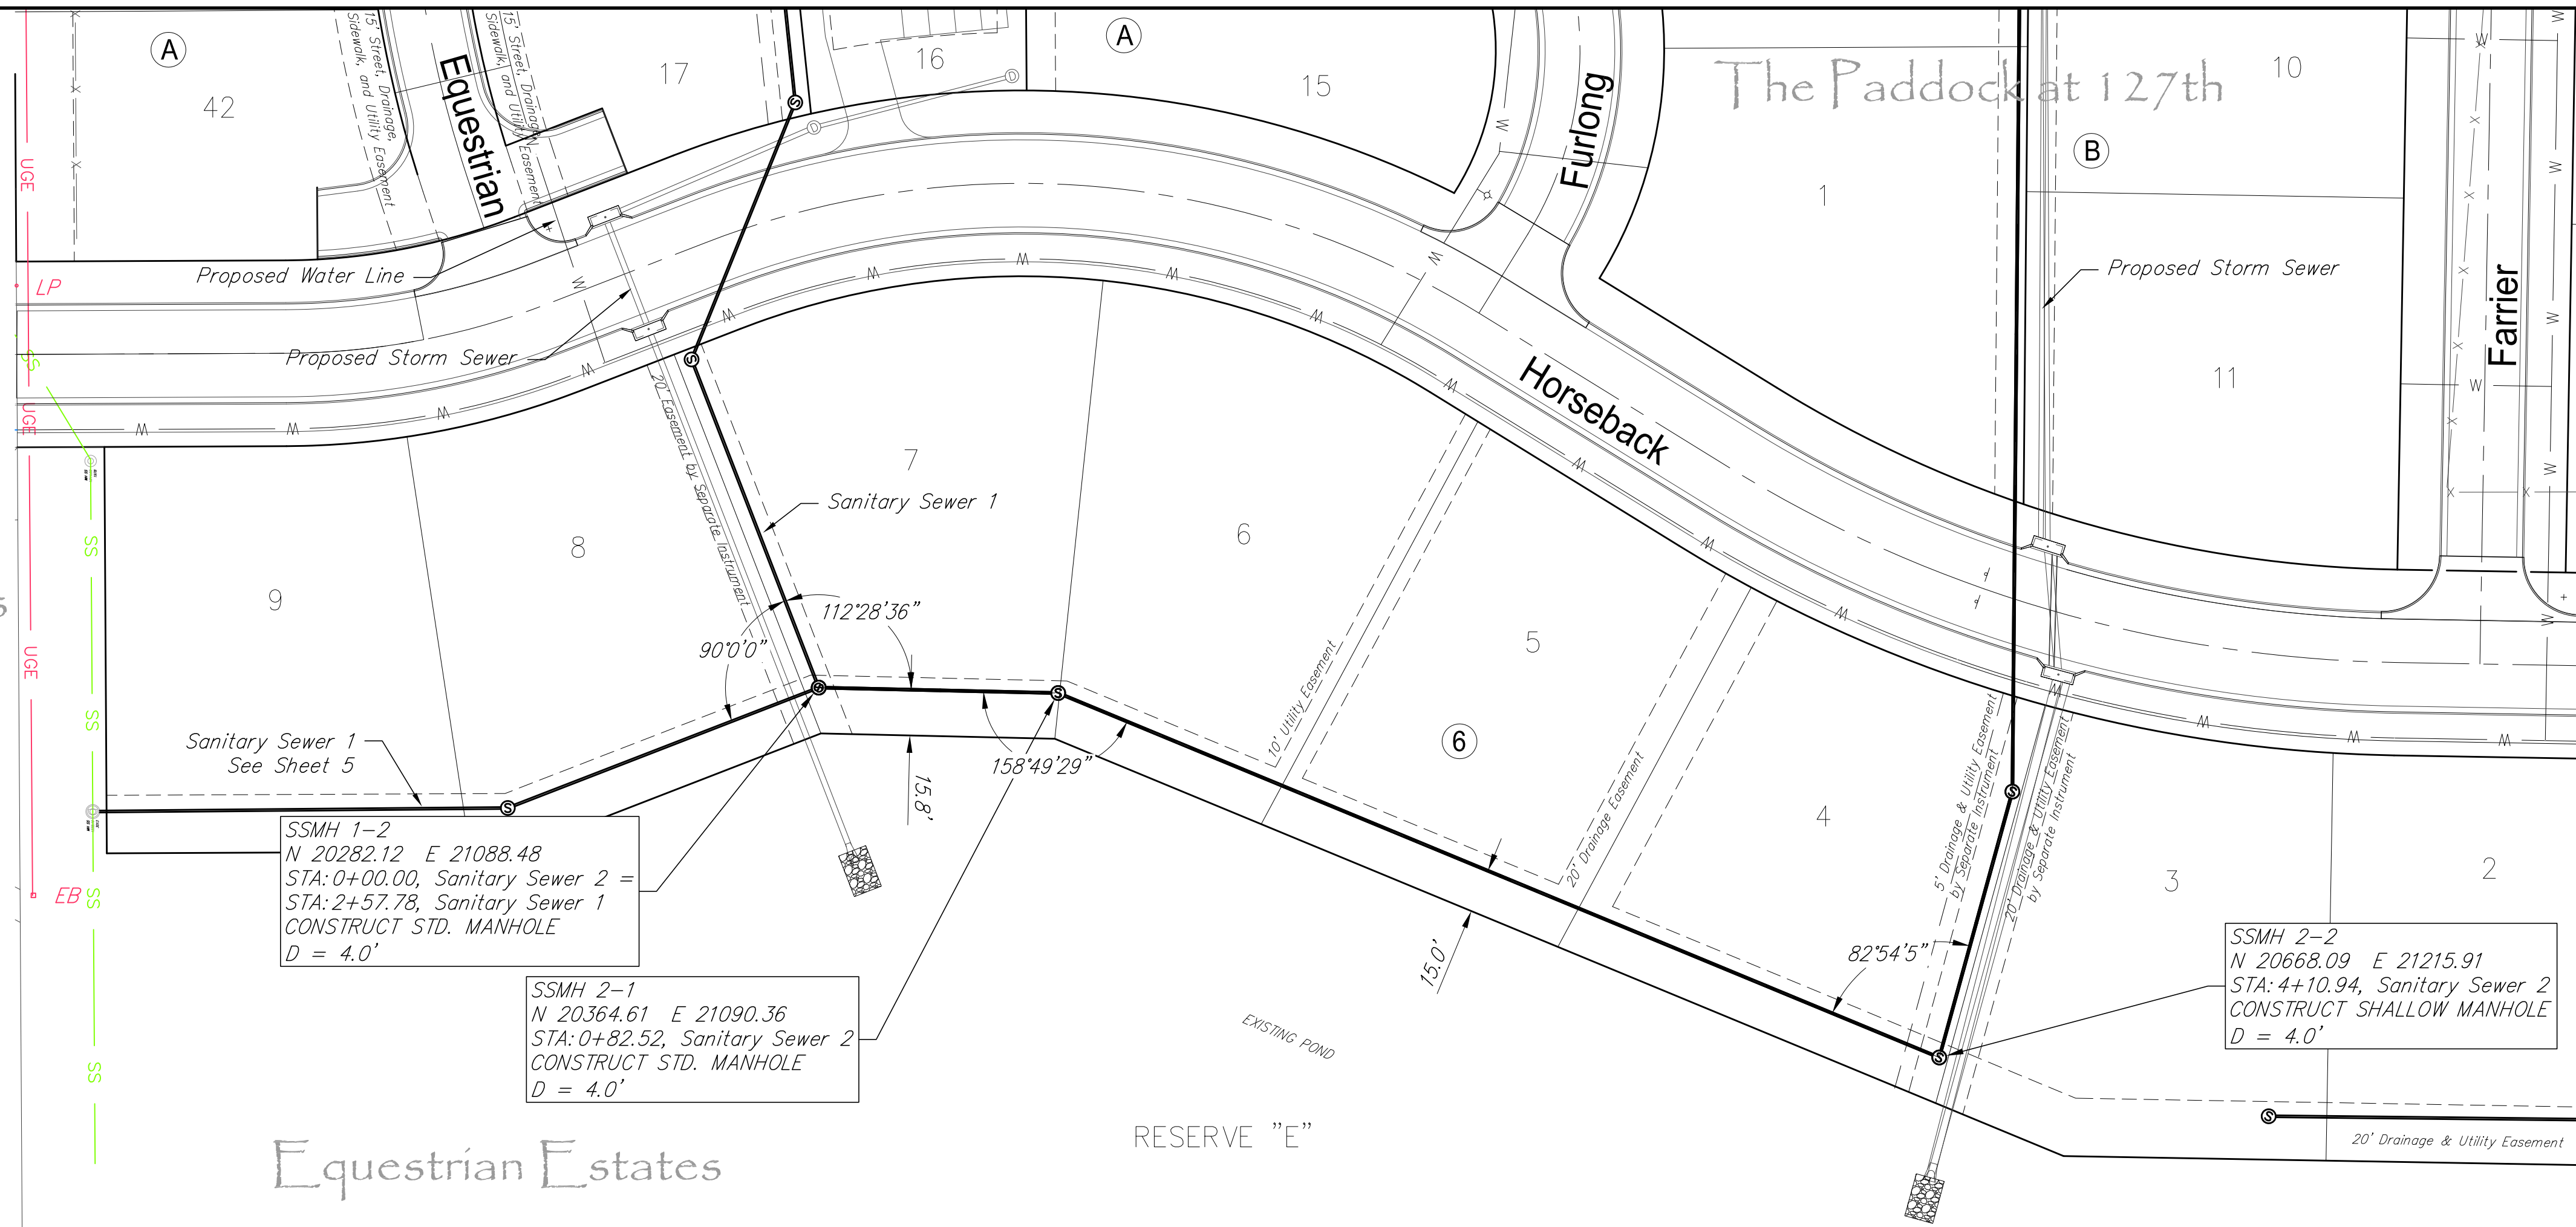 A
42
15' Street, Drainage,
Sidewalk, and Utility Easement
Equestrian
15' Street, Drainage,
Sidewalk, and Utility Easement
17
16
D
A
15
Furlong
The Paddock at 127th
1
10
B
11
Farrier
UGE
LP
Proposed Water Line
Proposed Storm Sewer
Proposed Storm Sewer
SS
UGE
W W W W W W W W W W W W W W W W W
Horseback
20' Easement by Separate Instrument
7
Sanitary Sewer 1
9
8
6
5
4
3
2
6
SS
UGE
112°28'36"
90°0'0"
158°49'29"
82°54'5"
15.8'
15.0'
10' Utility Easement
20' Drainage Easement
5' Drainage & Utility Easement
by Separate Instrument
20' Drainage & Utility Easement
by Separate Instrument
Sanitary Sewer 1
See Sheet 5
SS
EB
SS
SS
SSMH 1-2
N 20282.12 E 21088.48
STA: 0+00.00, Sanitary Sewer 2 =
STA: 2+57.78, Sanitary Sewer 1
CONSTRUCT STD. MANHOLE
D = 4.0'
SSMH 2-1
N 20364.61 E 21090.36
STA: 0+82.52, Sanitary Sewer 2
CONSTRUCT STD. MANHOLE
D = 4.0'
SSMH 2-2
N 20668.09 E 21215.91
STA: 4+10.94, Sanitary Sewer 2
CONSTRUCT SHALLOW MANHOLE
D = 4.0'
EXISTING POND
RESERVE "E"
20' Drainage & Utility Easement
Equestrian Estates